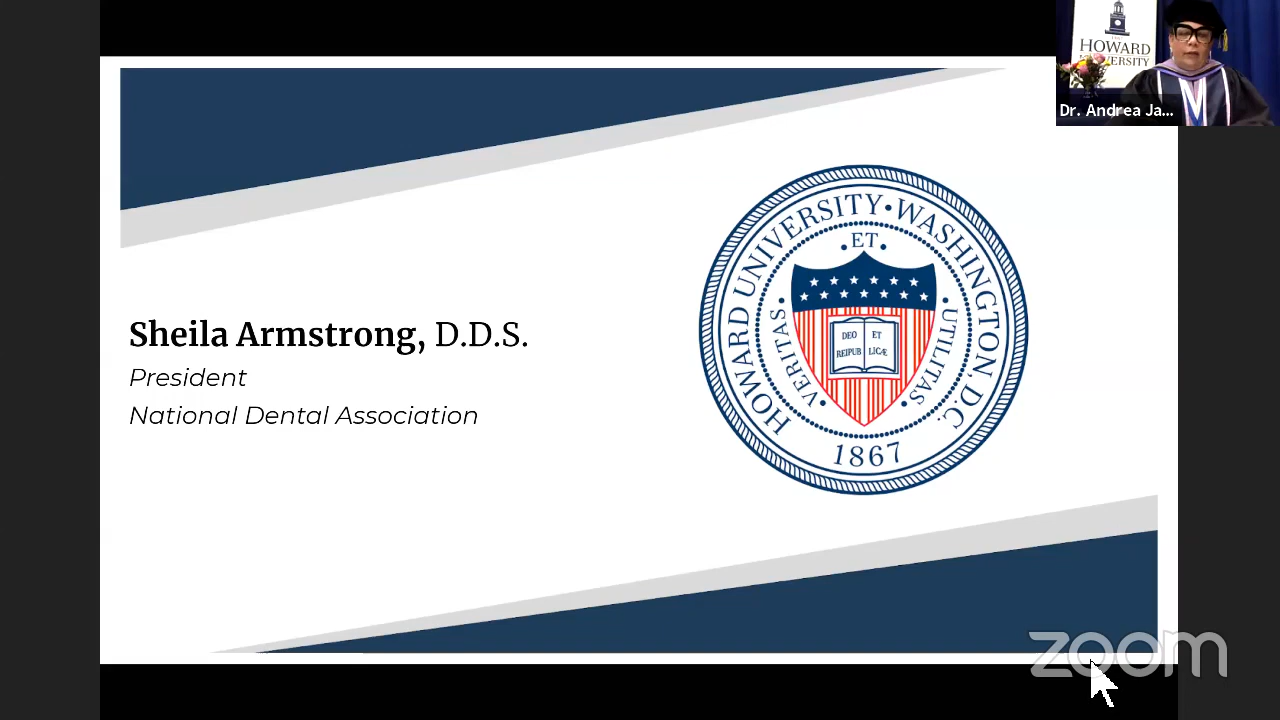 HOWARD
UNIVERSITY
Dr. Andrea Ja...
HOWARD UNIVERSITY • WASHINGTON, D.C.
• ET •
• VERITAS •
• UTILITAS •
DEO ET
REIPUB LICÆ
1867
Sheila Armstrong, D.D.S.
President
National Dental Association
zoom